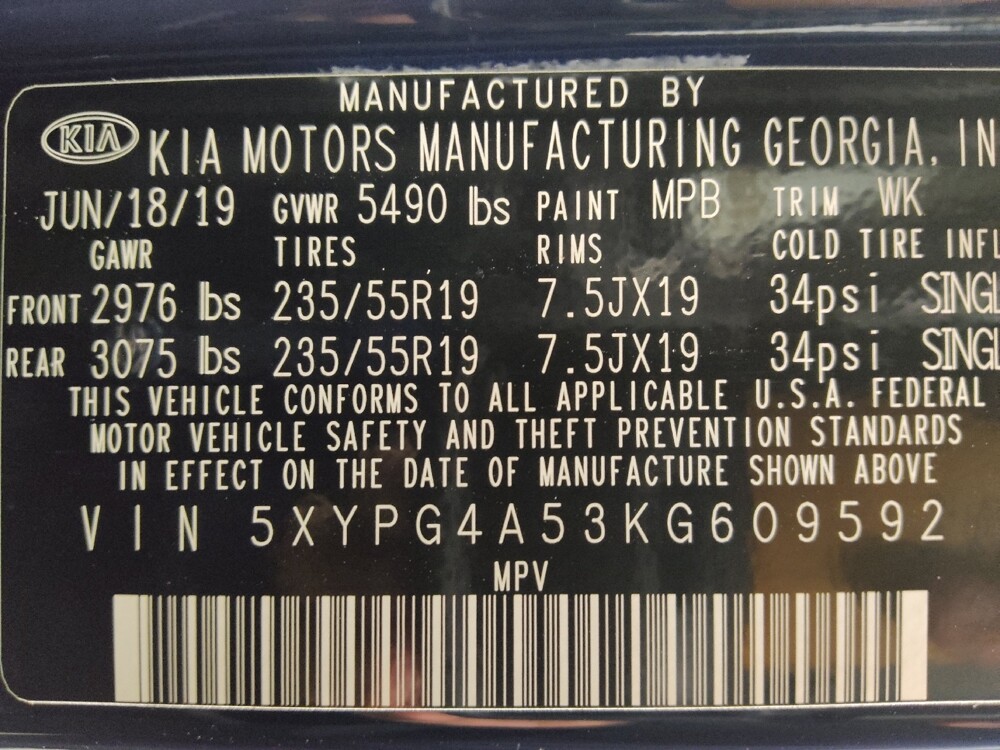 MANUFACTURED BY
KIA KIA MOTORS MANUFACTURING GEORGIA, IN
JUN/18/19 GVWR 5490 lbs PAINT MPB TRIM WK
GAWR TIRES RIMS COLD TIRE INFL
FRONT 2976 lbs 235/55R19 7.5JX19 34psi SINGL
REAR 3075 lbs 235/55R19 7.5JX19 34psi SINGL
THIS VEHICLE CONFORMS TO ALL APPLICABLE U.S.A. FEDERAL
MOTOR VEHICLE SAFETY AND THEFT PREVENTION STANDARDS
IN EFFECT ON THE DATE OF MANUFACTURE SHOWN ABOVE
VIN 5XYPG4A53KG609592
MPV